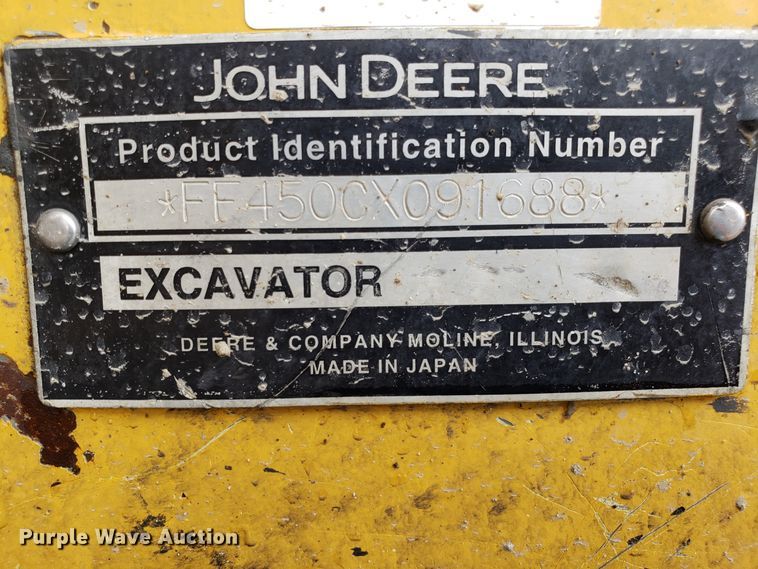 JOHN DEERE
Product Identification Number
*FF450CX091688*
EXCAVATOR
DEERE & COMPANY MOLINE, ILLINOIS
MADE IN JAPAN
Purple Wave Auction